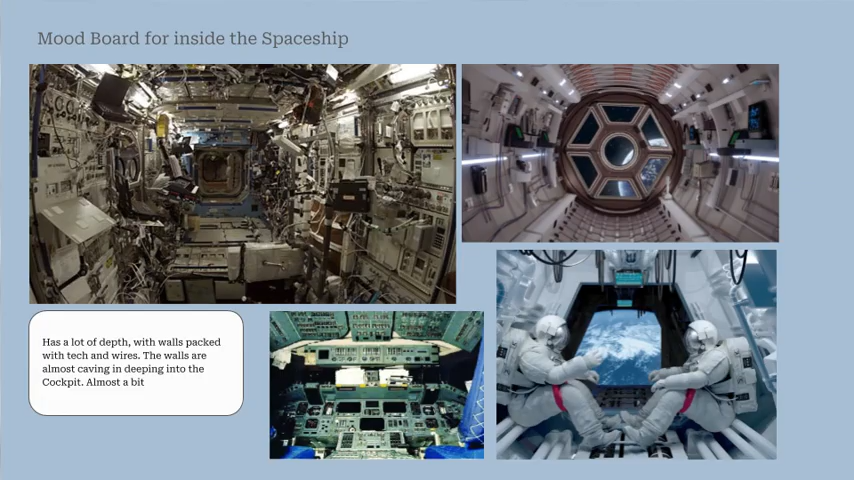 Mood Board for inside the Spaceship
Has a lot of depth, with walls packed
with tech and wires. The walls are
almost caving in deeping into the
Cockpit. Almost a bit